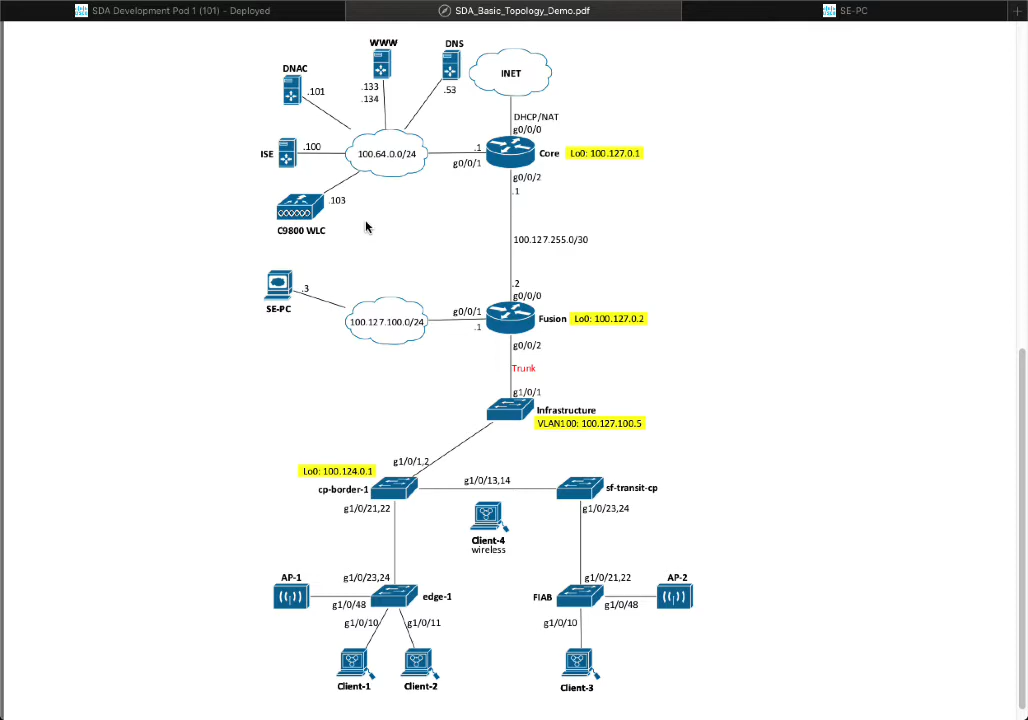 SDA Development Pod 1 (101) - Deployed
SDA_Basic_Topology_Demo.pdf
SE-PC
WWW
DNS
INET
DNAC
.101
.133
.134
.53
DHCP/NAT
g0/0/0
ISE
.100
100.64.0.0/24
.1
g0/0/1
Core
Lo0: 100.127.0.1
g0/0/2
.1
.103
C9800 WLC
100.127.255.0/30
.2
g0/0/0
SE-PC
.3
100.127.100.0/24
g0/0/1
.1
Fusion
Lo0: 100.127.0.2
g0/0/2
Trunk
g1/0/1
Infrastructure
VLAN100: 100.127.100.5
g1/0/1,2
Lo0: 100.124.0.1
cp-border-1
g1/0/13,14
sf-transit-cp
g1/0/21,22
g1/0/23,24
Client-4
wireless
AP-1
g1/0/23,24
g1/0/48
edge-1
g1/0/21,22
AP-2
FIAB
g1/0/48
g1/0/10
g1/0/11
g1/0/10
Client-1
Client-2
Client-3